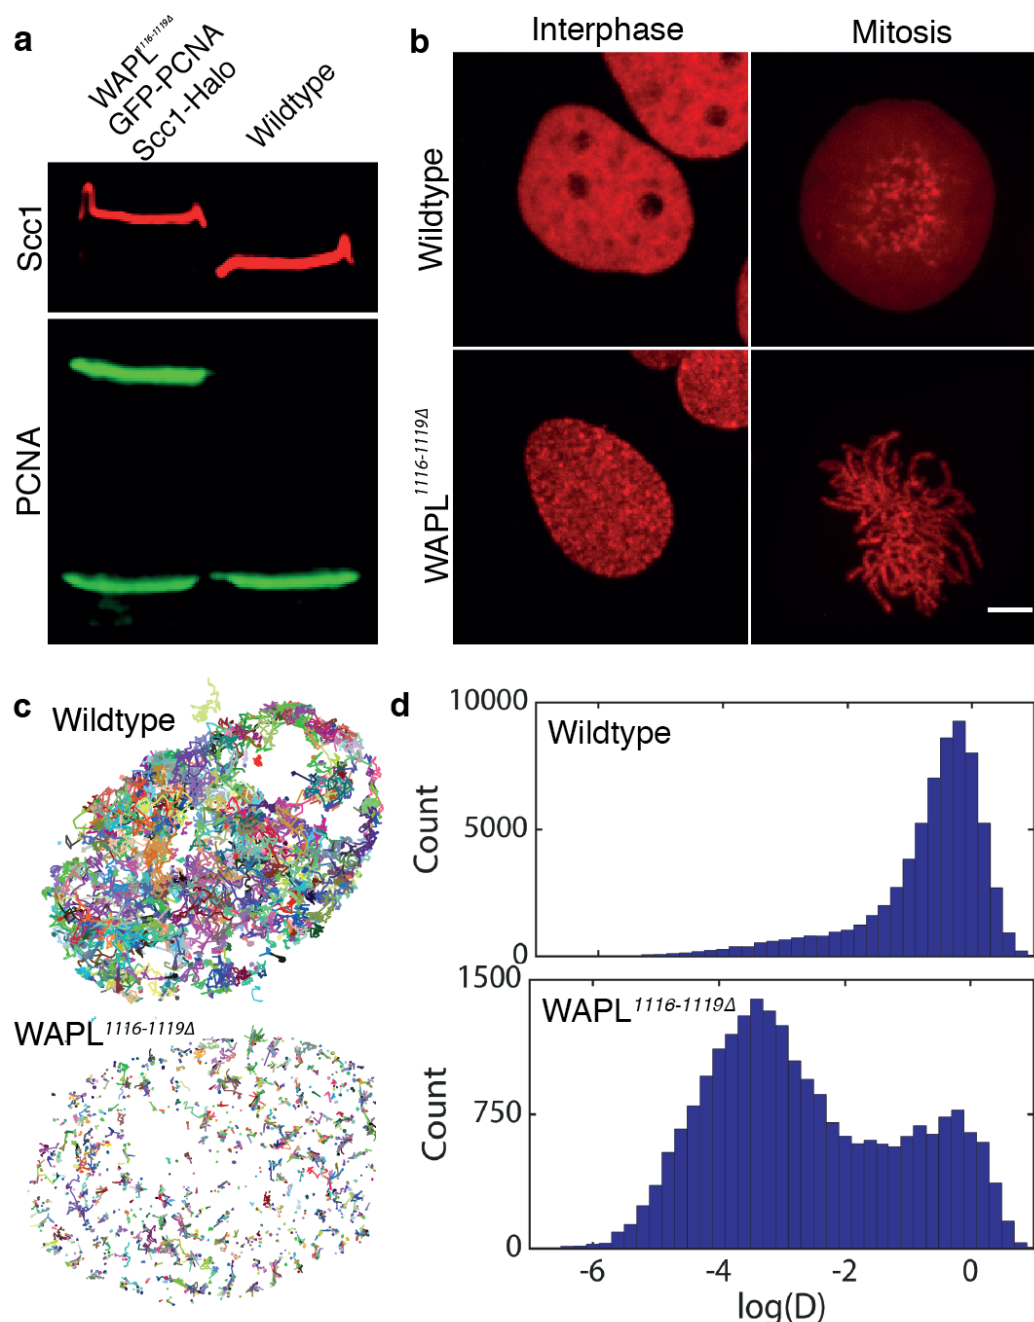 a
WAPL1116-1119Δ
GFP-PCNA
Scc1-Halo
Wildtype
Scc1
PCNA
b
Interphase
Mitosis
Wildtype
WAPL1116-1119Δ
c
Wildtype
WAPL1116-1119Δ
d
10000
5000
0
Count
Wildtype
1500
750
0
Count
WAPL1116-1119Δ
-6 -4 -2 0
log(D)